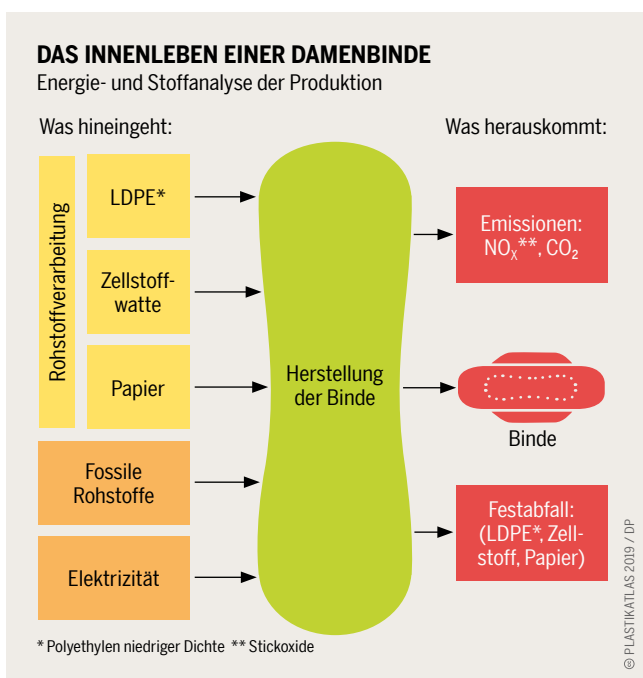 DAS INNENLEBEN EINER DAMENBINDE
Energie- und Stoffanalyse der Produktion
Was hineingeht:
Was herauskommt:
Rohstoffverarbeitung
LDPE*
Zellstoff-
watte
Papier
Fossile
Rohstoffe
Elektrizität
Herstellung
der Binde
Emissionen:
NOₓ**, CO₂
Binde
Festabfall:
(LDPE*, Zell-
stoff, Papier)
* Polyethylen niedriger Dichte ** Stickoxide
PLASTIKATLAS 2019 / DP